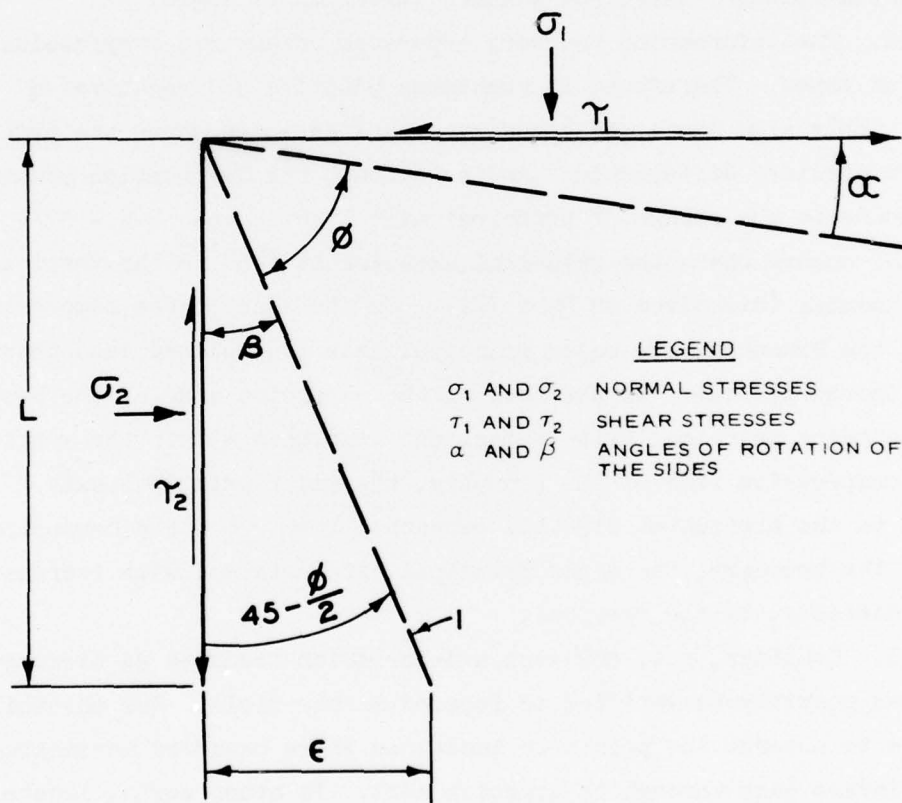 σ₁
τ₁
α
ø
β
L
σ₂
τ₂
LEGEND
σ₁ AND σ₂ NORMAL STRESSES
τ₁ AND τ₂ SHEAR STRESSES
α AND β ANGLES OF ROTATION OF
THE SIDES
45-ø/2
1
ϵ